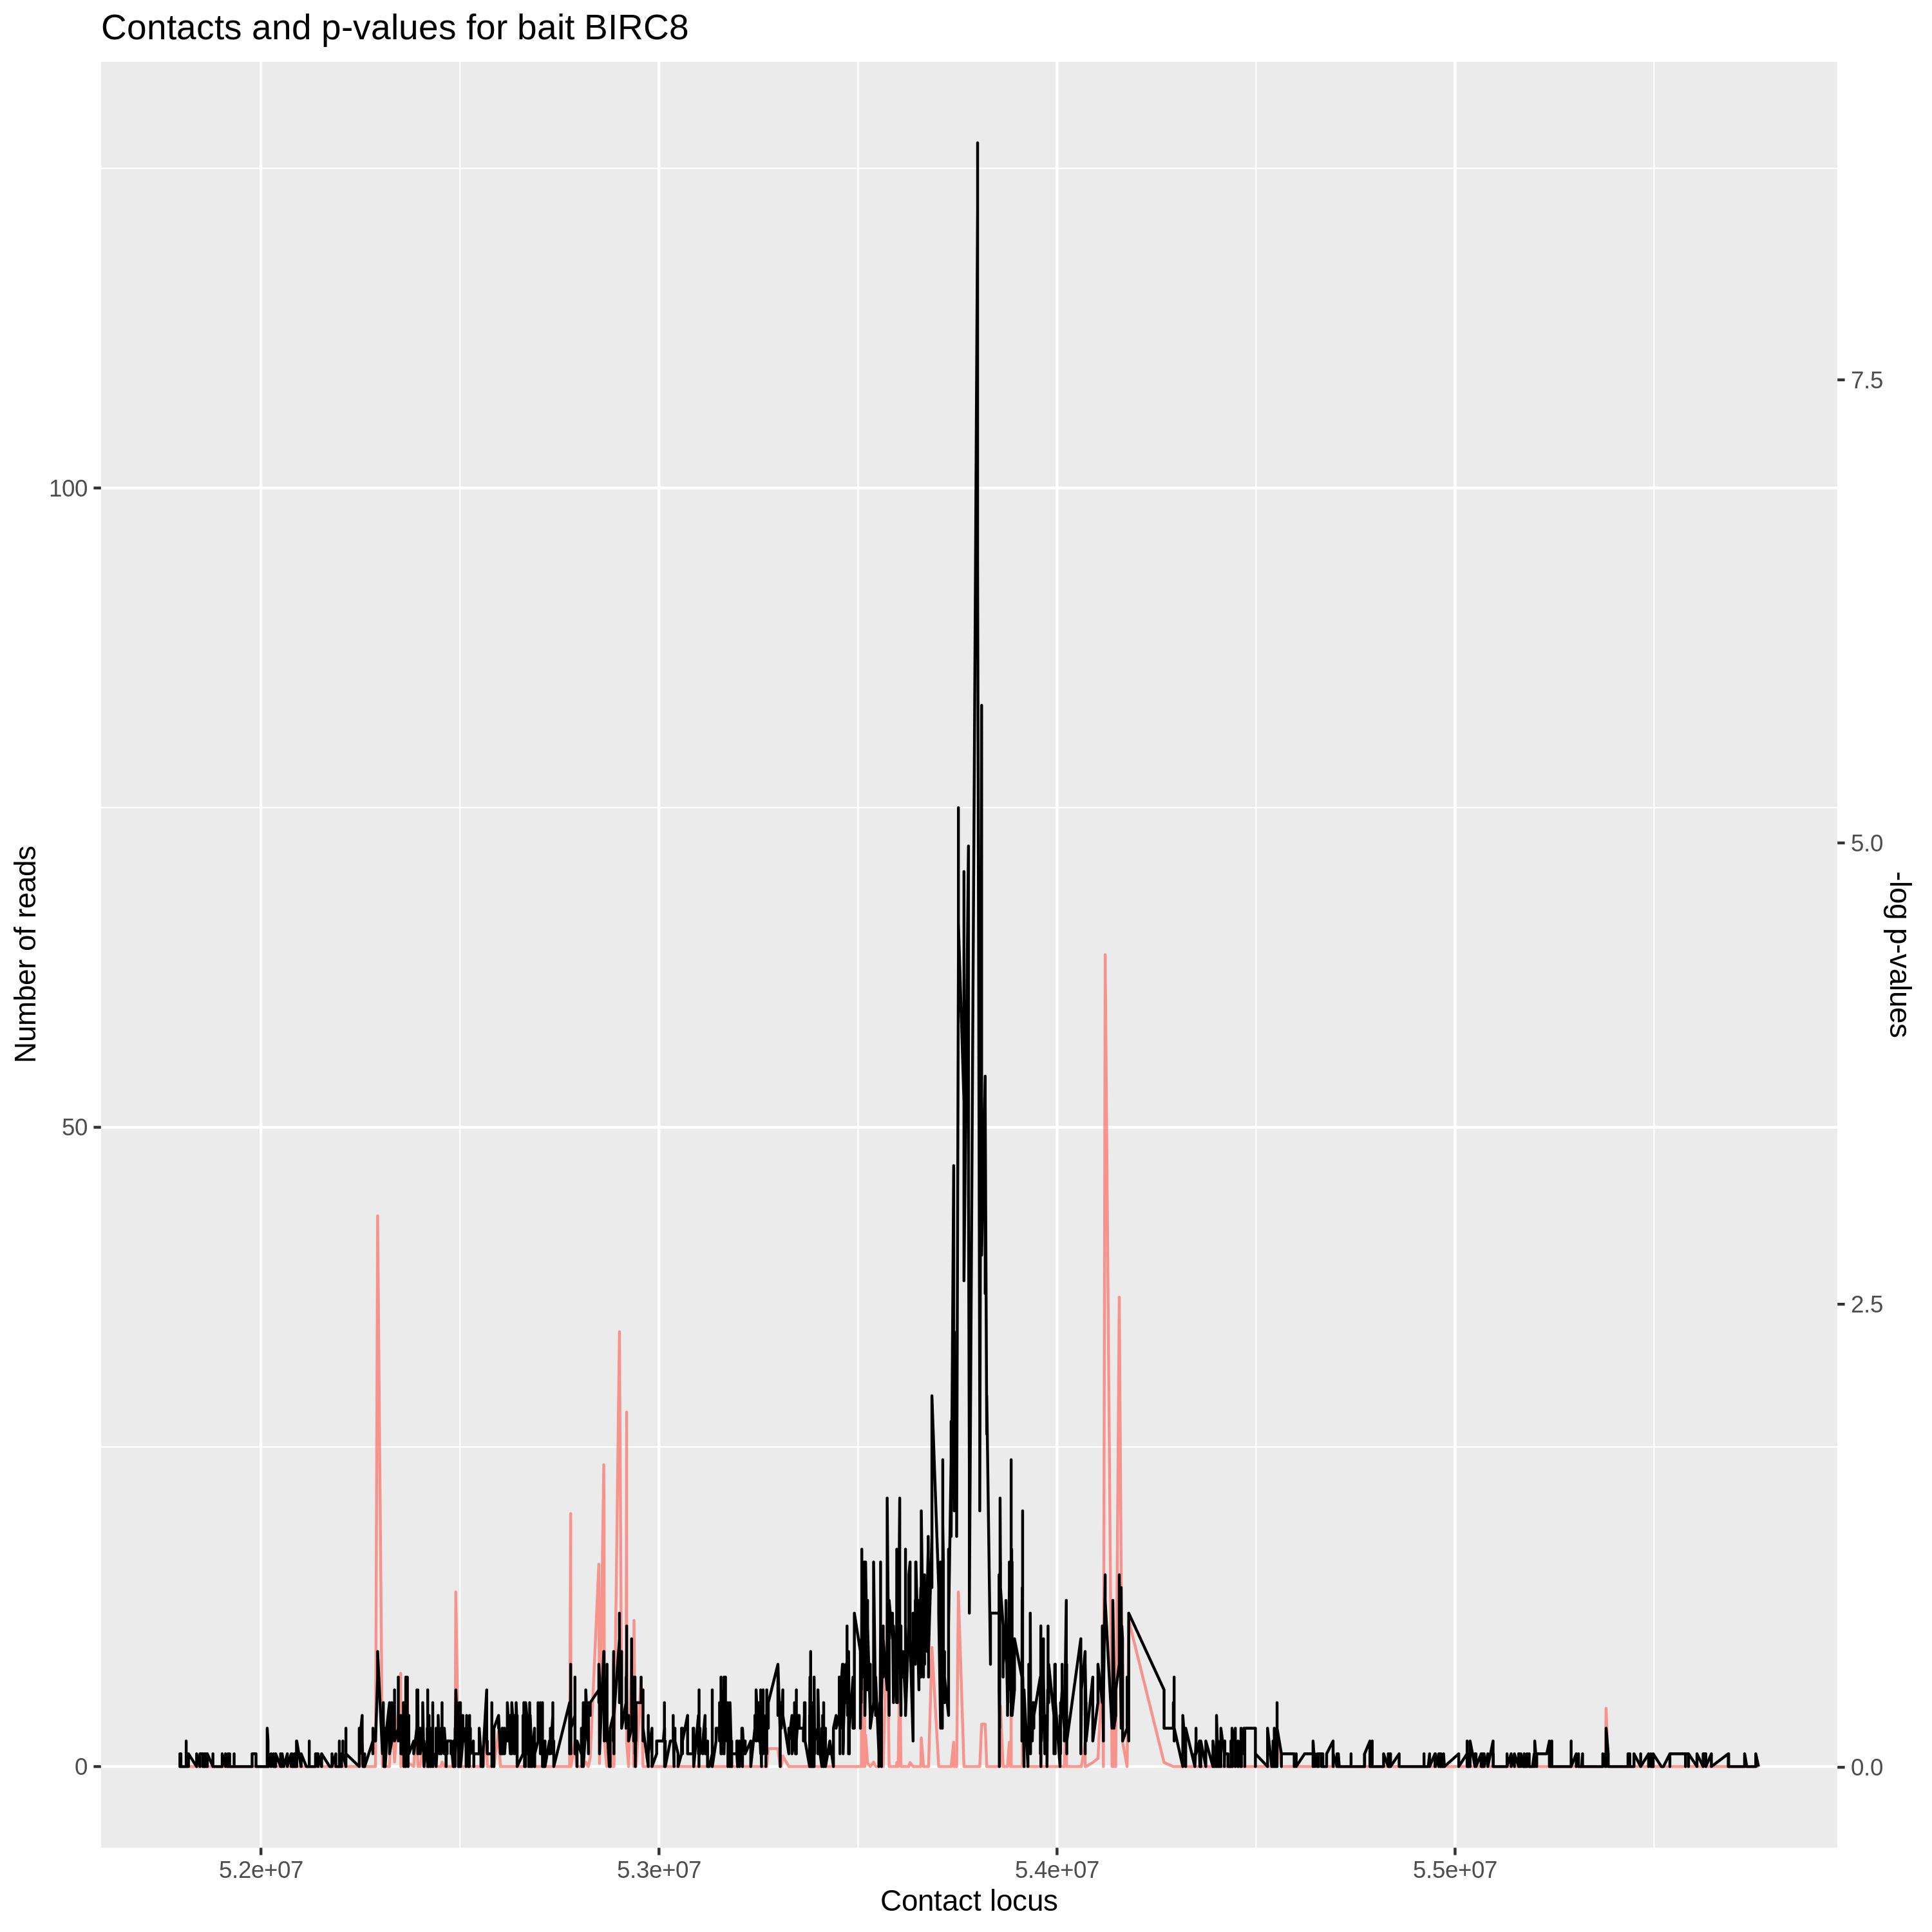 Contacts and p-values for bait BIRC8
Number of reads
100
50
0
7.5
5.0
2.5
0.0
-log p-values
5.2e+07
5.3e+07
5.4e+07
5.5e+07
Contact locus